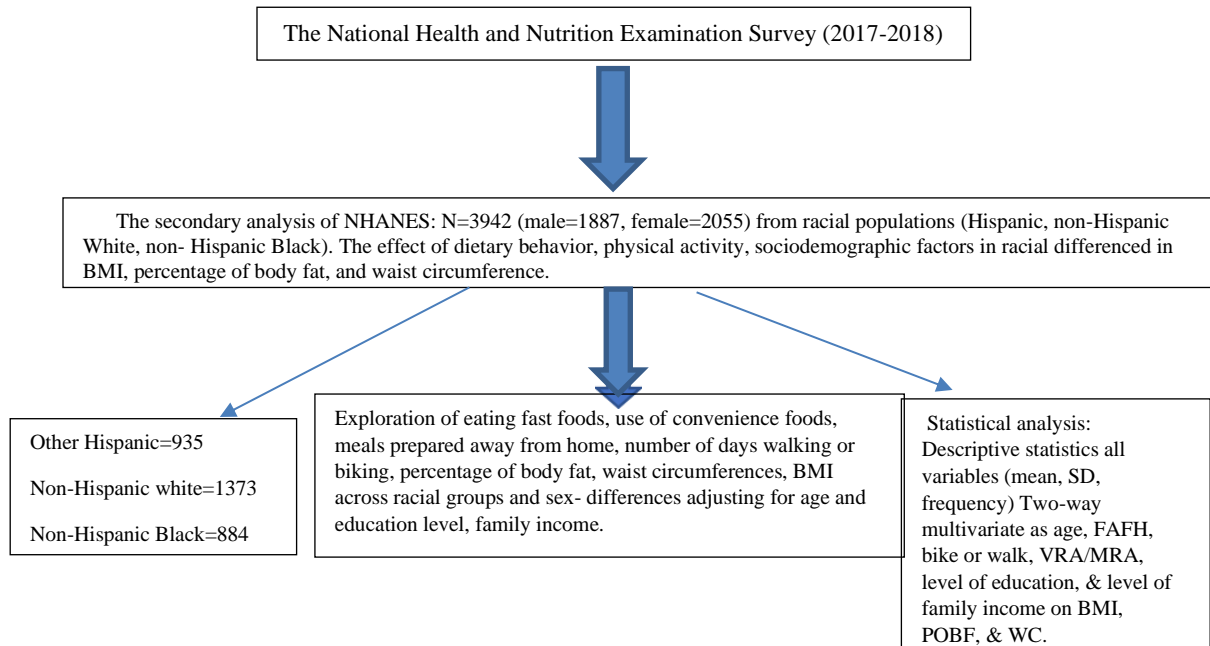 The National Health and Nutrition Examination Survey (2017-2018)
The secondary analysis of NHANES: N=3942 (male=1887, female=2055) from racial populations (Hispanic, non-Hispanic
White, non- Hispanic Black). The effect of dietary behavior, physical activity, sociodemographic factors in racial differenced in
BMI, percentage of body fat, and waist circumference.
Other Hispanic=935
Non-Hispanic white=1373
Non-Hispanic Black=884
Exploration of eating fast foods, use of convenience foods,
meals prepared away from home, number of days walking or
biking, percentage of body fat, waist circumferences, BMI
across racial groups and sex- differences adjusting for age and
education level, family income.
Statistical analysis:
Descriptive statistics all
variables (mean, SD,
frequency) Two-way
multivariate as age, FAFH,
bike or walk, VRA/MRA,
level of education, & level of
family income on BMI,
POBF, & WC.